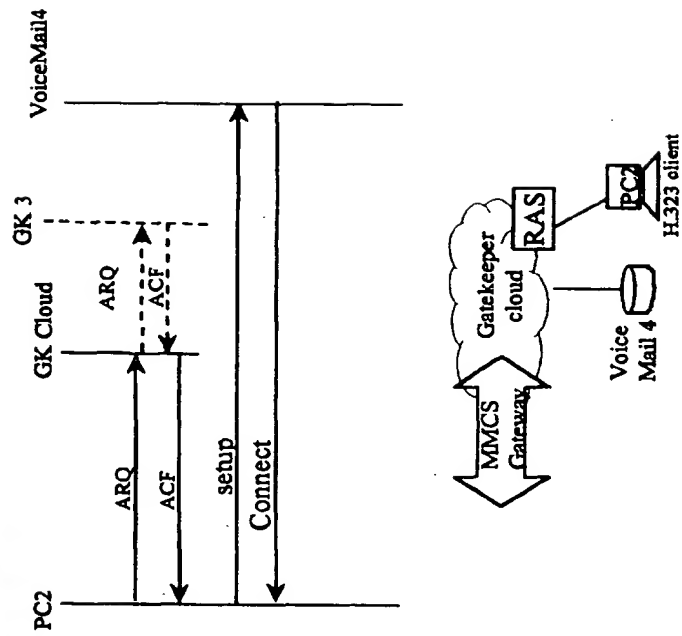 PC2
GK Cloud
GK 3
VoiceMail4
ARQ
ARQ
ACF
ACF
setup
Connect
MMCS
Gateway
Gatekeeper
cloud
RAS
Voice
Mail 4
PC2
H.323 client